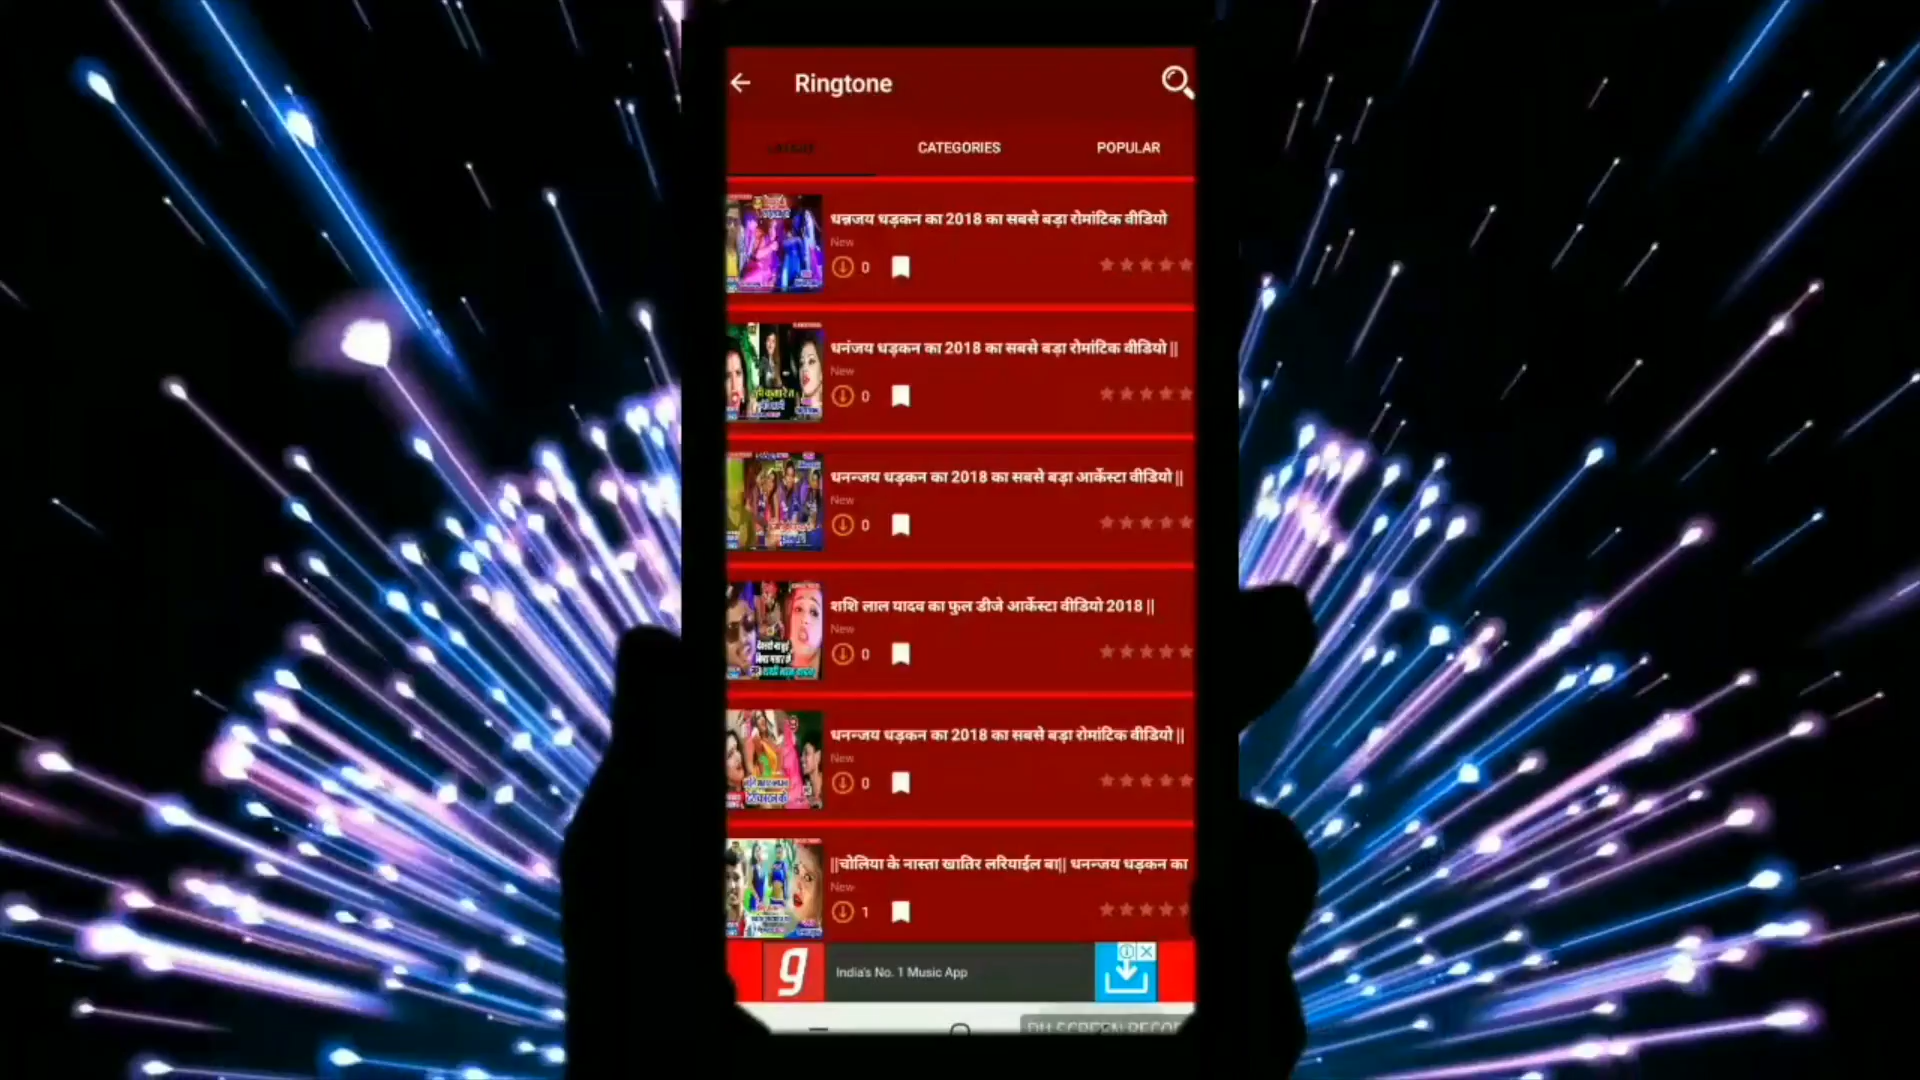 Ringtone
LATEST
CATEGORIES
POPULAR
धन्नजय धड़कन का 2018 का सबसे बड़ा रोमांटिक वीडियो
New
0
धनंजय धड़कन का 2018 का सबसे बड़ा रोमांटिक वीडियो ||
New
0
धनन्जय धड़कन का 2018 का सबसे बड़ा आर्केस्टा वीडियो ||
New
0
शशि लाल यादव का फुल डीजे आर्केस्टा वीडियो 2018 ||
New
0
धनन्जय धड़कन का 2018 का सबसे बड़ा रोमांटिक वीडियो ||
New
0
||चोलिया के नास्ता खातिर लरियाईल बा|| धनन्जय धड़कन का
New
1
g
India's No. 1 Music App